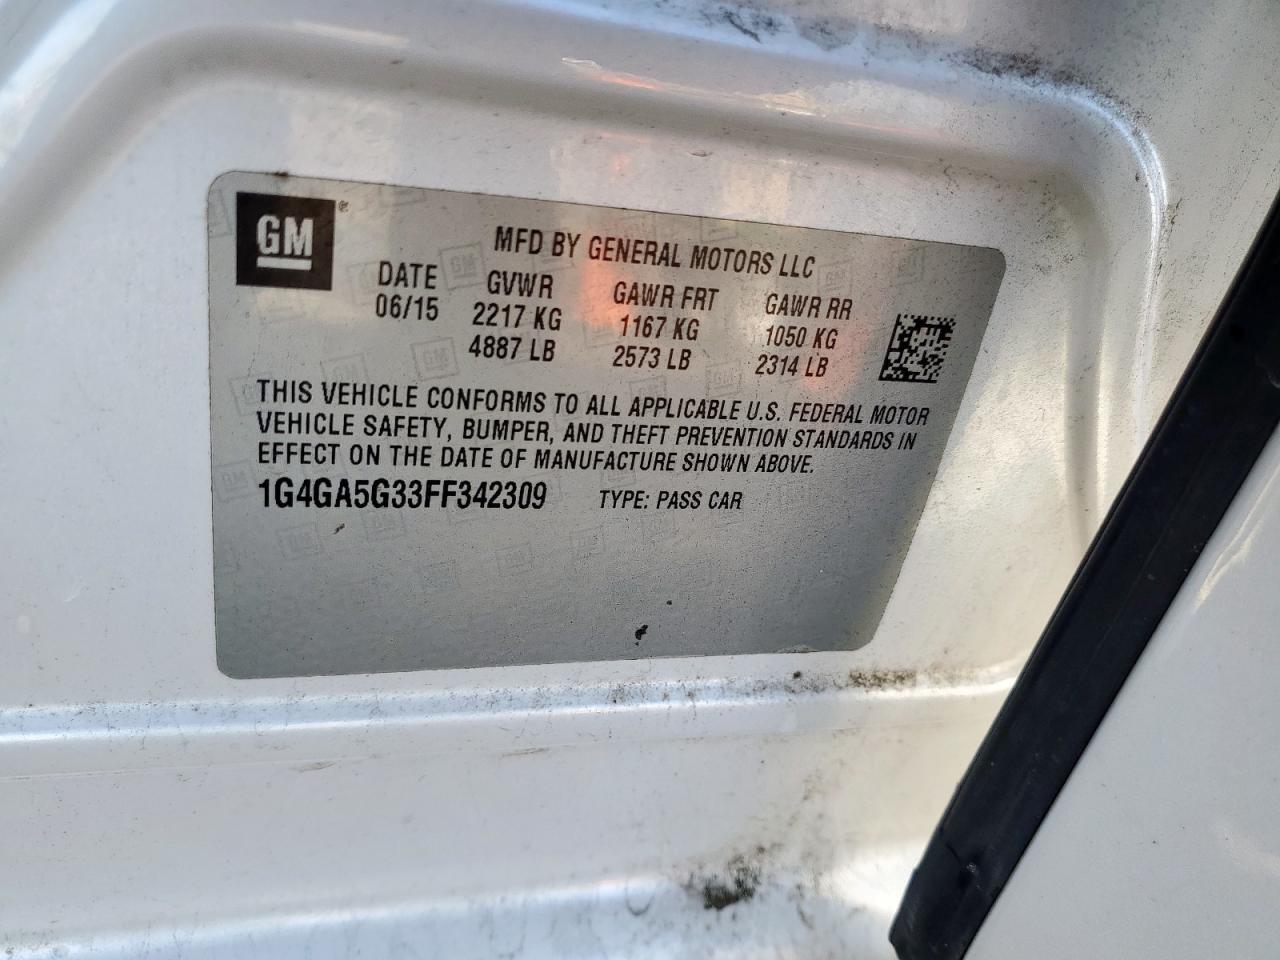 GM ®
MFD BY GENERAL MOTORS LLC
DATE GVWR GAWR FRT GAWR RR
06/15 2217 KG 1167 KG 1050 KG
4887 LB 2573 LB 2314 LB
THIS VEHICLE CONFORMS TO ALL APPLICABLE U.S. FEDERAL MOTOR
VEHICLE SAFETY, BUMPER, AND THEFT PREVENTION STANDARDS IN
EFFECT ON THE DATE OF MANUFACTURE SHOWN ABOVE.
1G4GA5G33FF342309 TYPE: PASS CAR